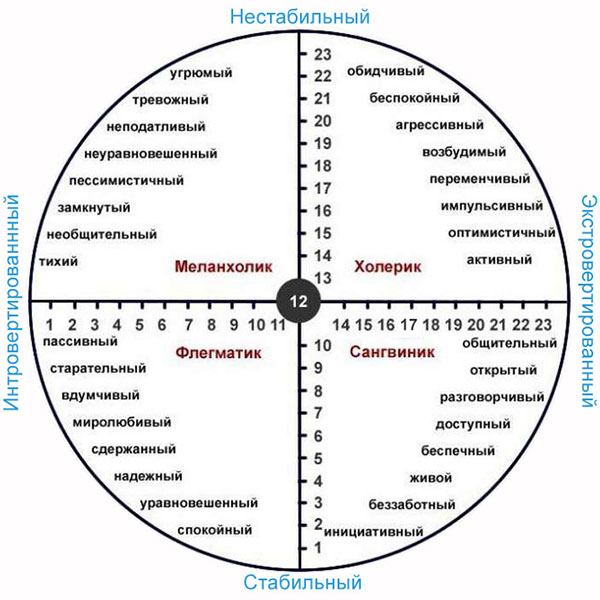 Нестабильный
23
22
21
20
19
18
17
16
15
14
13
угрюмый
тревожный
неподатливый
неуравновешенный
пессимистичный
замкнутый
необщительный
тихий
Меланхолик
обидчивый
беспокойный
агрессивный
возбудимый
переменчивый
импульсивный
оптимистичный
активный
Холерик
Интровертированнный
Экстровертированный
12
1 2 3 4 5 6 7 8 9 10 11
14 15 16 17 18 19 20 21 22 23
пассивный
старательный
вдумчивый
миролюбивый
сдержанный
надежный
уравновешенный
спокойный
Флегматик
10
9
8
7
6
5
4
3
2
1
Сангвиник
общительный
открытый
разговорчивый
доступный
беспечный
живой
беззаботный
инициативный
Стабильный